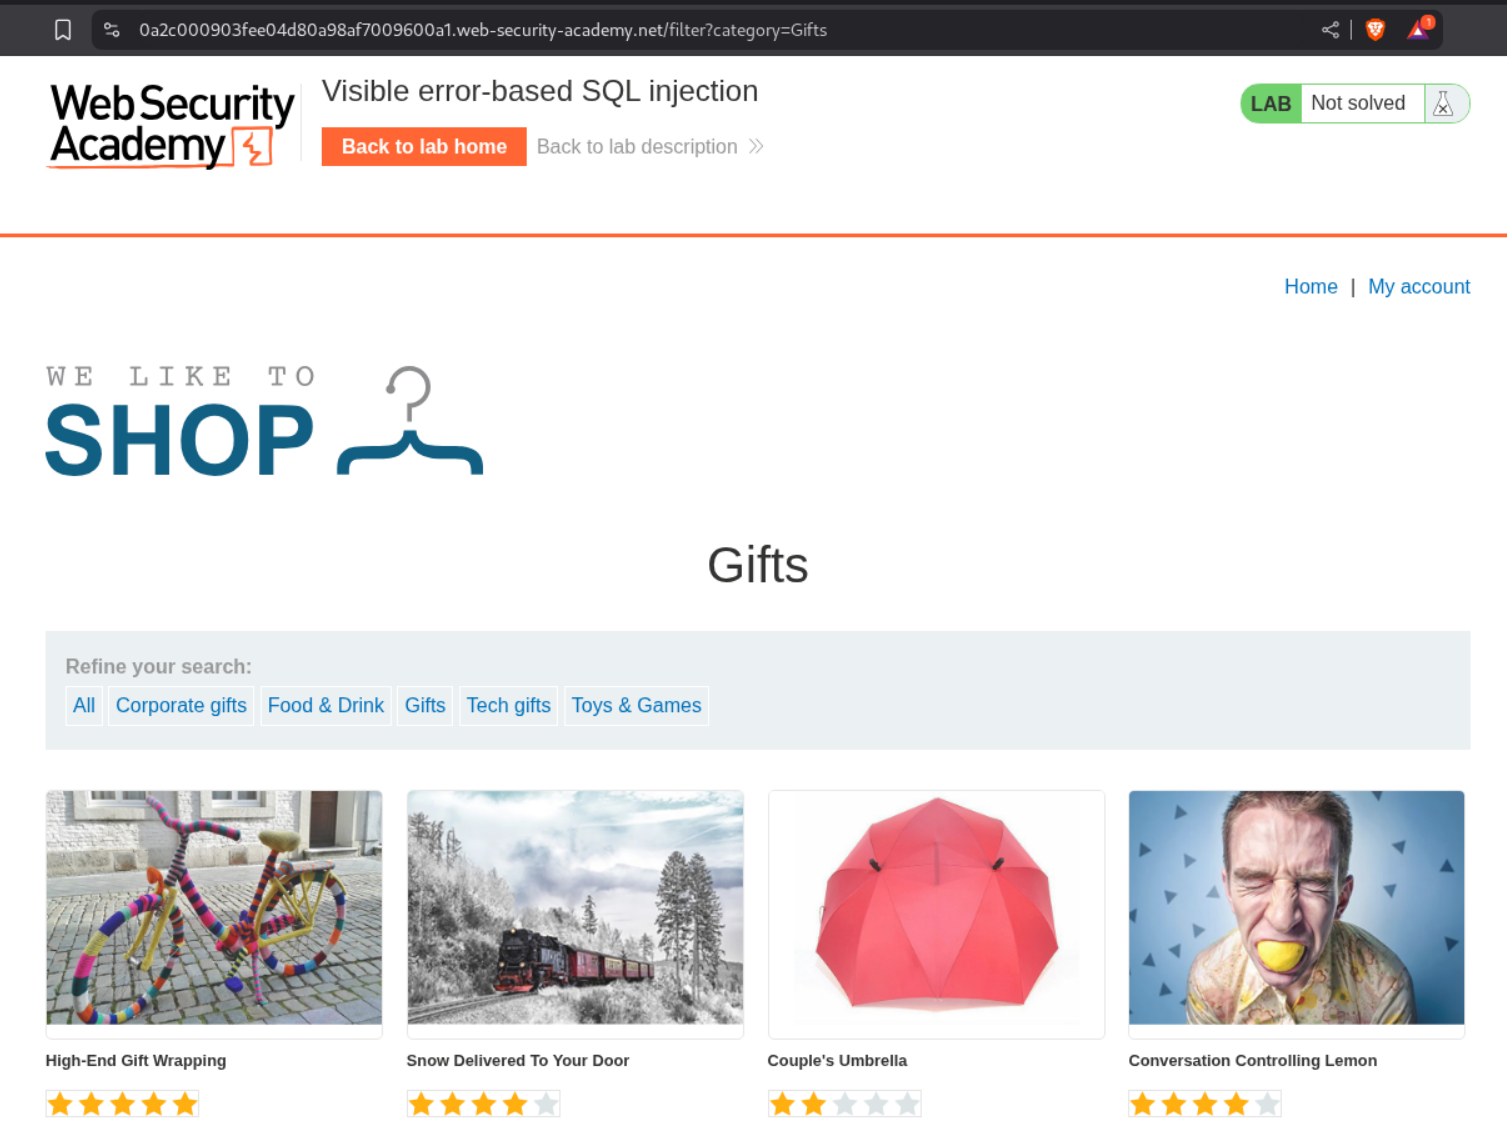 0a2c000903fee04d80a98af7009600a1.web-security-academy.net/filter?category=Gifts
1
Web Security
Academy
Visible error-based SQL injection
Back to lab home
Back to lab description
LAB
Not solved
Home | My account
WE LIKE TO
SHOP
Gifts
Refine your search:
All
Corporate gifts
Food & Drink
Gifts
Tech gifts
Toys & Games
High-End Gift Wrapping
Snow Delivered To Your Door
Couple's Umbrella
Conversation Controlling Lemon